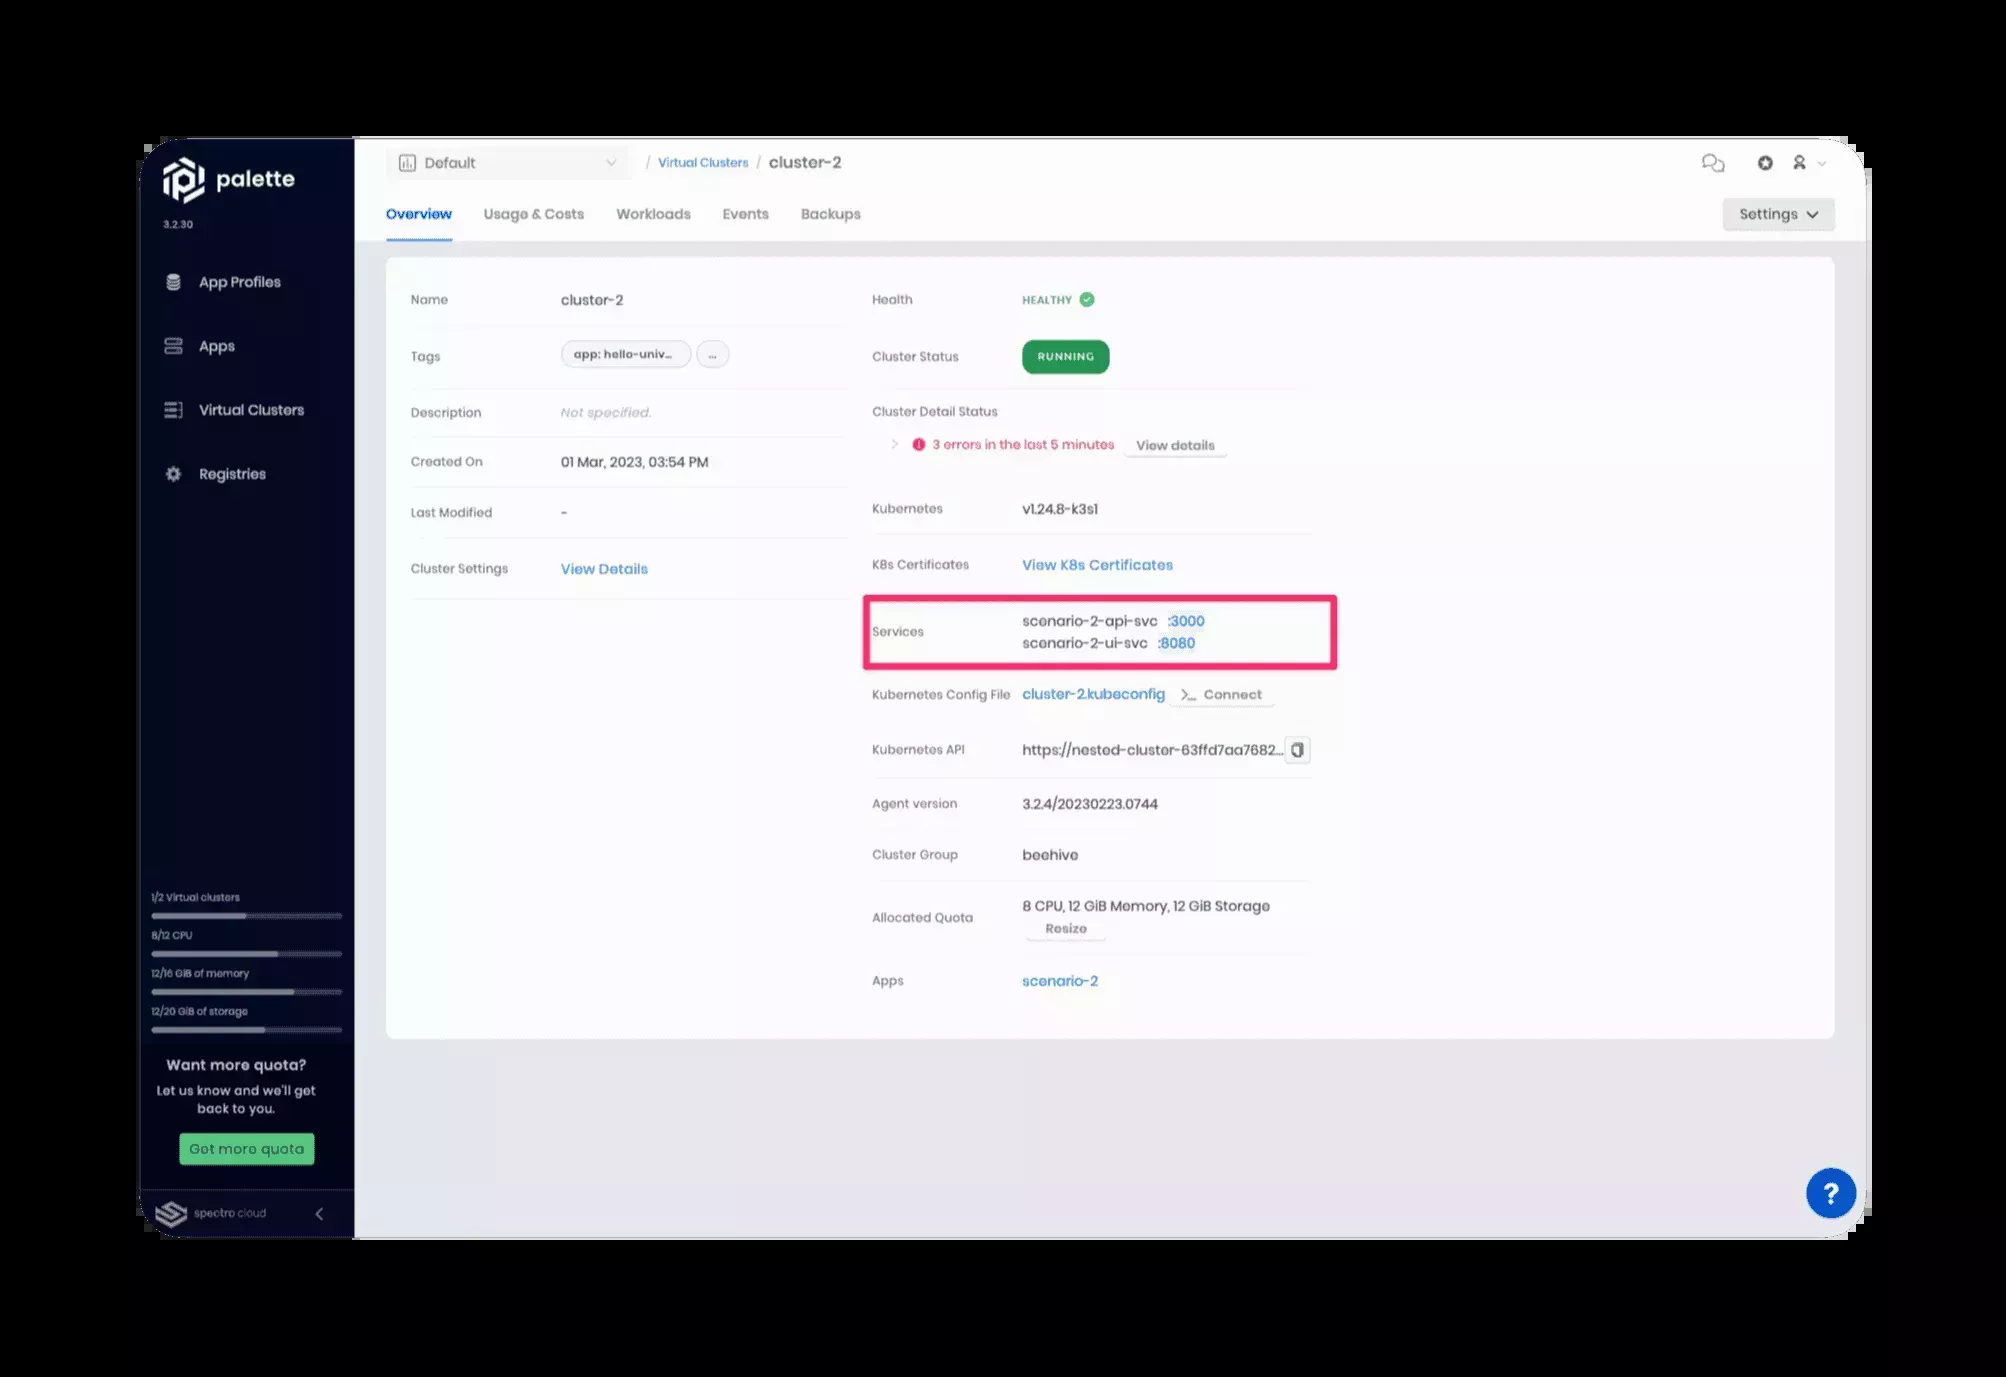 palette
3.2.30
App Profiles
Apps
Virtual Clusters
Registries
1/2 Virtual clusters
8/12 CPU
12/16 GiB of memory
12/20 GiB of storage
Want more quota?
Let us know and we'll get
back to you.
Get more quota
spectro cloud
Default / Virtual Clusters / cluster-2
Overview Usage & Costs Workloads Events Backups
Settings
Name cluster-2
Tags app: hello-univ... ...
Description Not specified.
Created On 01 Mar, 2023, 03:54 PM
Last Modified -
Cluster Settings View Details
Health HEALTHY
Cluster Status RUNNING
Cluster Detail Status
3 errors in the last 5 minutes View details
Kubernetes v1.24.8-k3s1
K8s Certificates View K8s Certificates
Services
scenario-2-api-svc :3000
scenario-2-ui-svc :8080
Kubernetes Config File cluster-2.kubeconfig >_ Connect
Kubernetes API https://nested-cluster-63ffd7aa7682...
Agent version 3.2.4/20230223.0744
Cluster Group beehive
Allocated Quota 8 CPU, 12 GiB Memory, 12 GiB Storage
Resize
Apps scenario-2
?